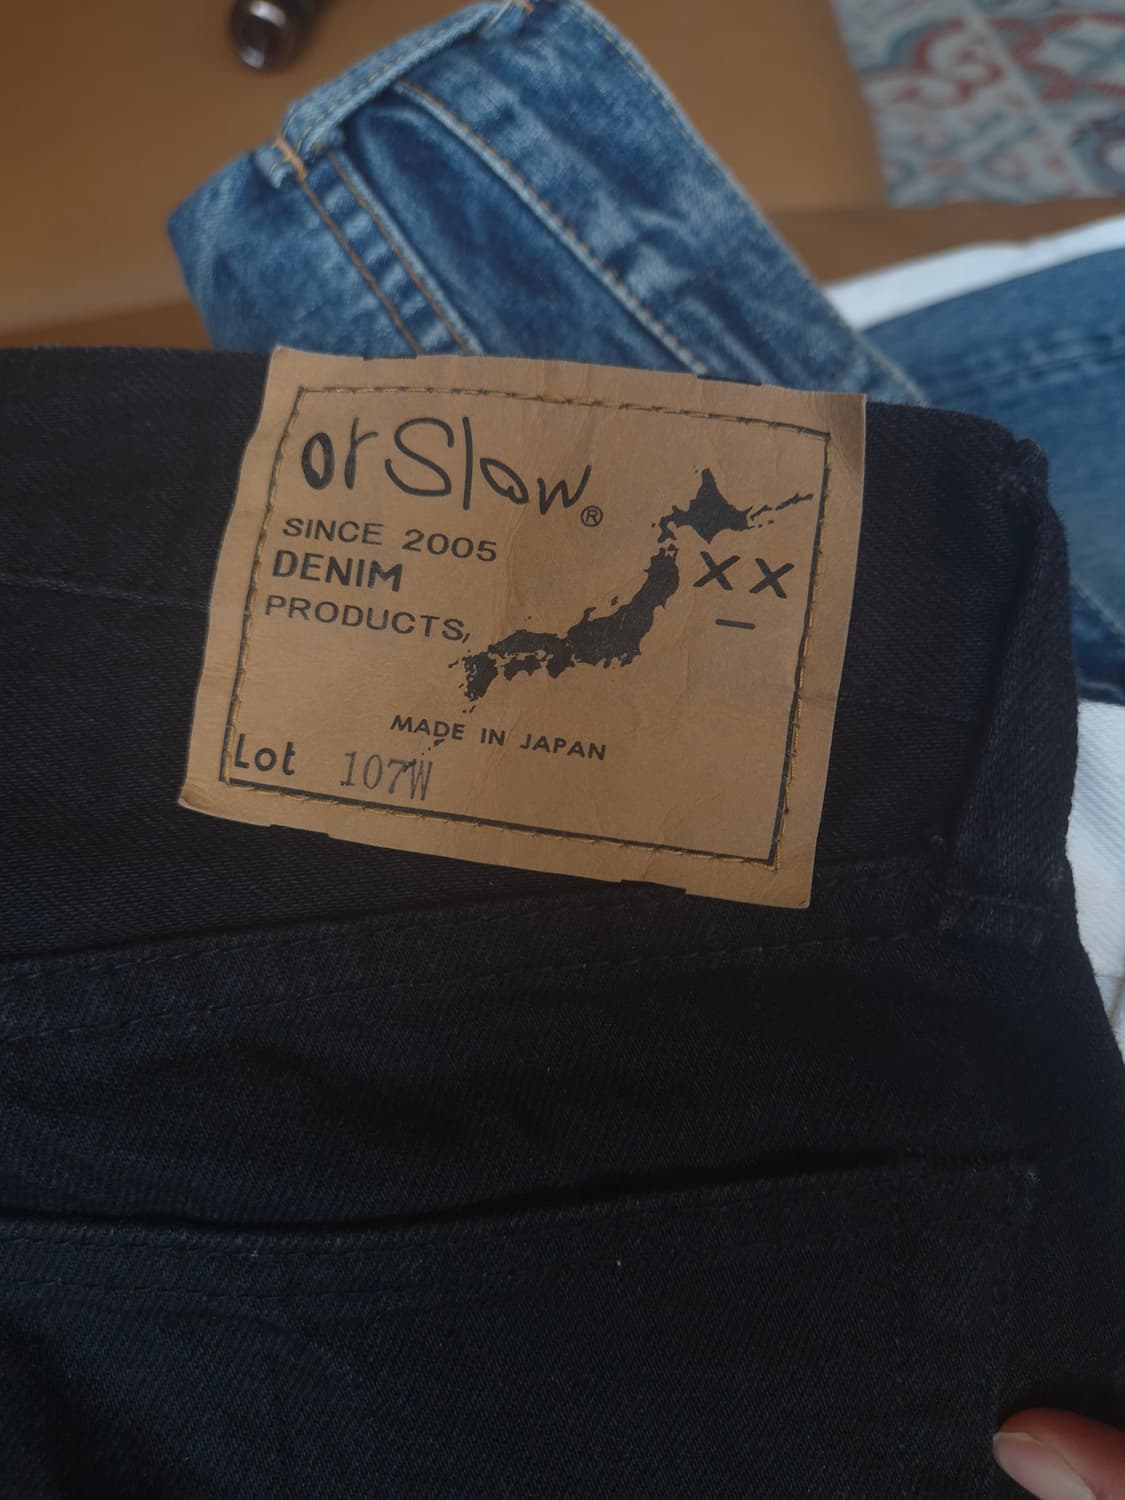 orSlow®
SINCE 2005
DENIM
PRODUCTS,
XX
MADE IN JAPAN
Lot 107W